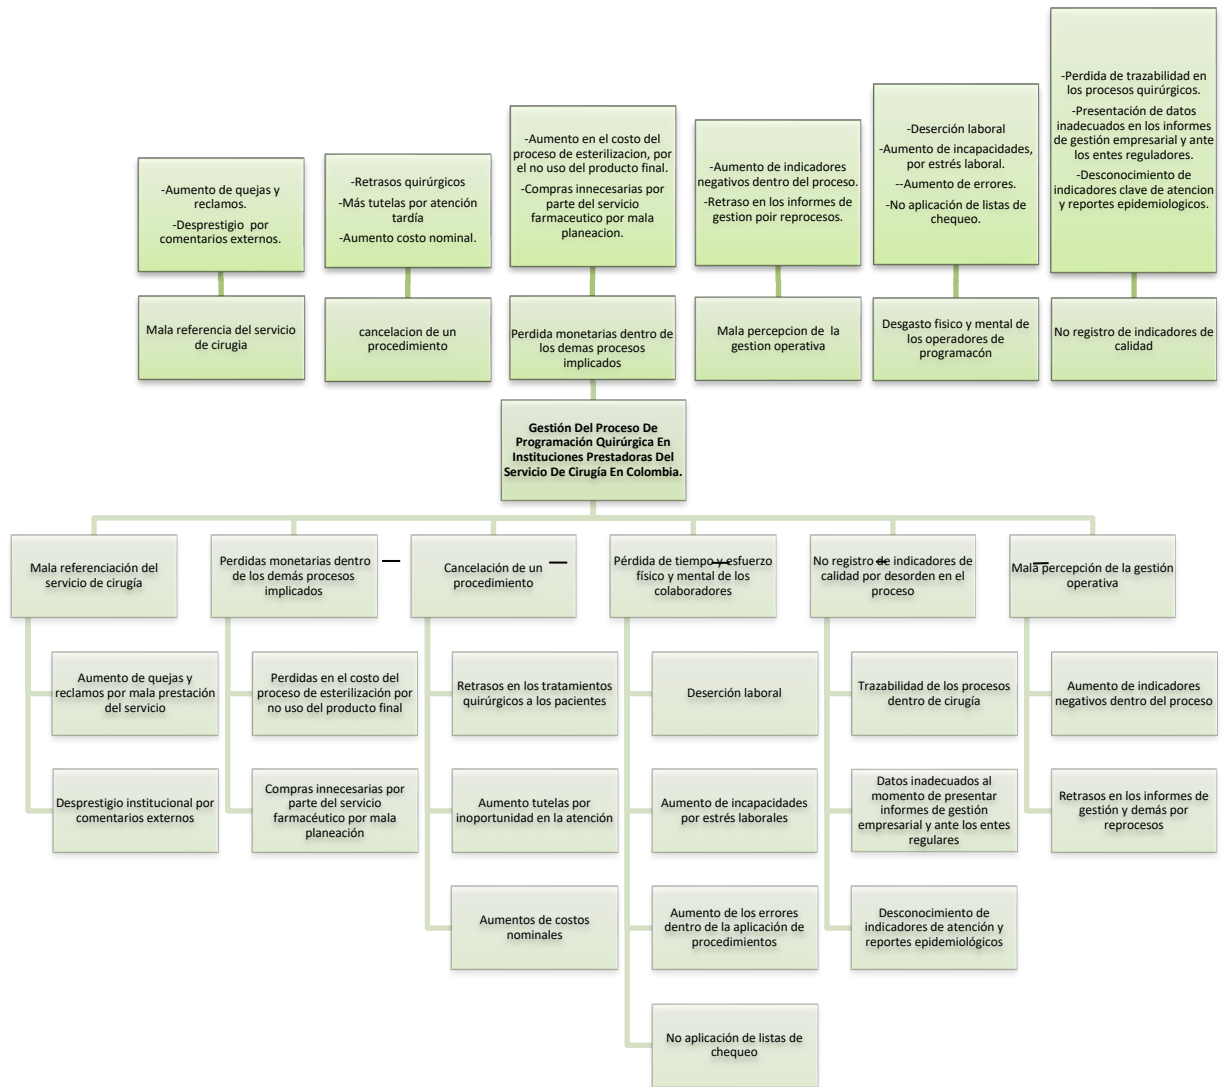 -Aumento de quejas y
reclamos.
-Desprestigio por
comentarios externos.
-Retrasos quirúrgicos
-Más tutelas por atención
tardía
-Aumento costo nominal.
-Aumento en el costo del
proceso de esterilizacion, por
el no uso del producto final.
-Compras innecesarias por
parte del servicio
farmaceutico por mala
planeacion.
-Aumento de indicadores
negativos dentro del proceso.
-Retraso en los informes de
gestion poir reprocesos.
-Deserción laboral
-Aumento de incapacidades,
por estrés laboral.
--Aumento de errores.
-No aplicación de listas de
chequeo.
-Perdida de trazabilidad en
los procesos quirúrgicos.
-Presentación de datos
inadecuados en los informes
de gestión empresarial y ante
los entes reguladores.
-Desconocimiento de
indicadores clave de atencion
y reportes epidemiologicos.
Mala referencia del servicio
de cirugia
cancelacion de un
procedimiento
Perdida monetarias dentro de
los demas procesos
implicados
Mala percepcion de la
gestion operativa
Desgasto fisico y mental de
los operadores de
programacón
No registro de indicadores de
calidad
Gestión Del Proceso De
Programación Quirúrgica En
Instituciones Prestadoras Del
Servicio De Cirugía En Colombia.
Mala referenciación del
servicio de cirugía
Perdidas monetarias dentro
de los demás procesos
implicados
Cancelación de un
procedimiento
Pérdida de tiempo y esfuerzo
físico y mental de los
colaboradores
No registro de indicadores de
calidad por desorden en el
proceso
Mala percepción de la gestión
operativa
Aumento de quejas y
reclamos por mala prestación
del servicio
Desprestigio institucional por
comentarios externos
Perdidas en el costo del
proceso de esterilización por
no uso del producto final
Compras innecesarias por
parte del servicio
farmacéutico por mala
planeación
Retrasos en los tratamientos
quirúrgicos a los pacientes
Aumento tutelas por
inoportunidad en la atención
Aumentos de costos
nominales
Deserción laboral
Aumento de incapacidades
por estrés laborales
Aumento de los errores
dentro de la aplicación de
procedimientos
No aplicación de listas de
chequeo
Trazabilidad de los procesos
dentro de cirugía
Datos inadecuados al
momento de presentar
informes de gestión
empresarial y ante los entes
regulares
Desconocimiento de
indicadores de atención y
reportes epidemiológicos
Aumento de indicadores
negativos dentro del proceso
Retrasos en los informes de
gestión y demás por
reprocesos